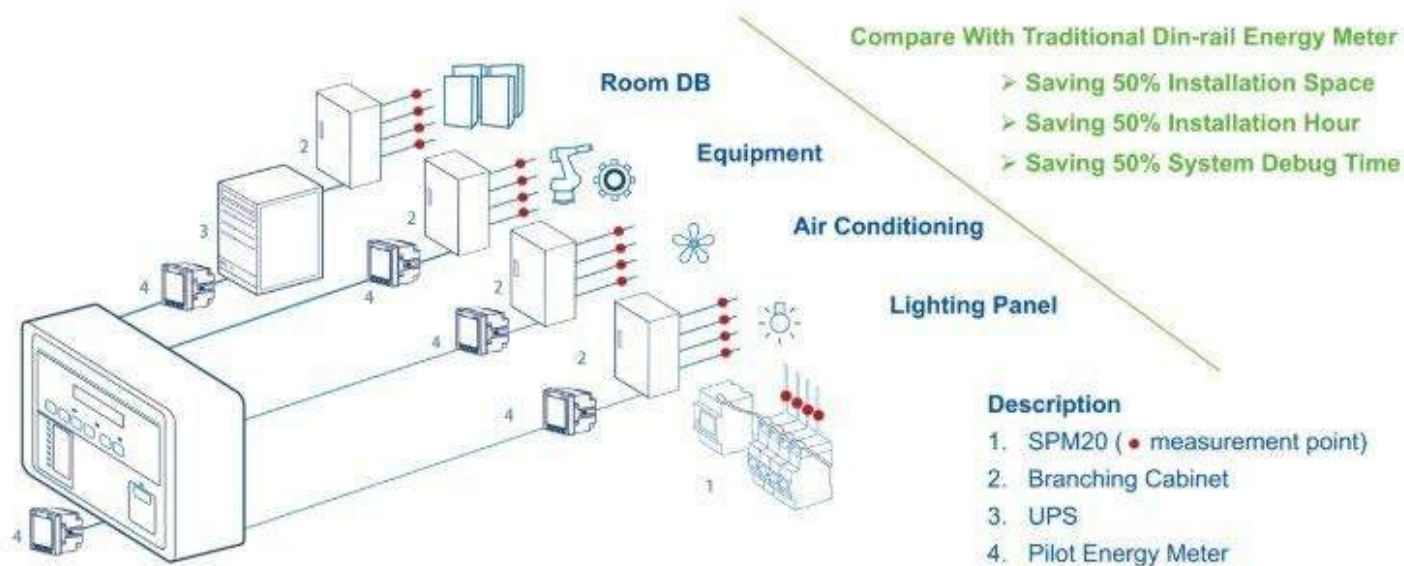 Compare With Traditional Din-rail Energy Meter
➢ Saving 50% Installation Space
➢ Saving 50% Installation Hour
➢ Saving 50% System Debug Time
Room DB
Equipment
Air Conditioning
Lighting Panel
2
2
3
4
4
2
4
2
4
1
4
Description
1. SPM20 ( ● measurement point)
2. Branching Cabinet
3. UPS
4. Pilot Energy Meter